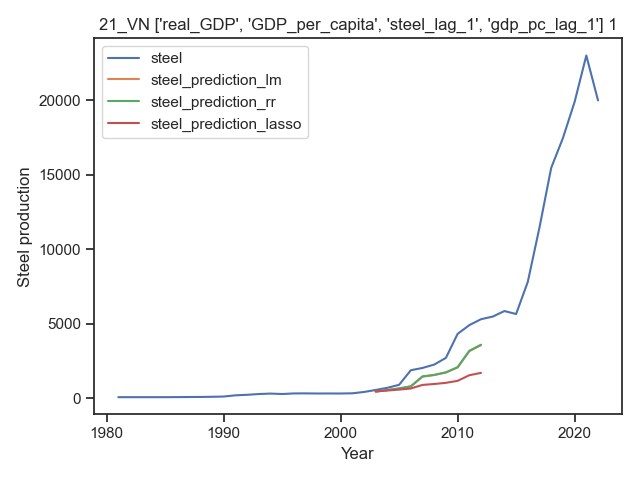 21_VN ['real_GDP', 'GDP_per_capita', 'steel_lag_1', 'gdp_pc_lag_1'] 1
steel
steel_prediction_lm
steel_prediction_rr
steel_prediction_lasso
Steel production
20000
15000
10000
5000
0
1980
1990
2000
2010
2020
Year